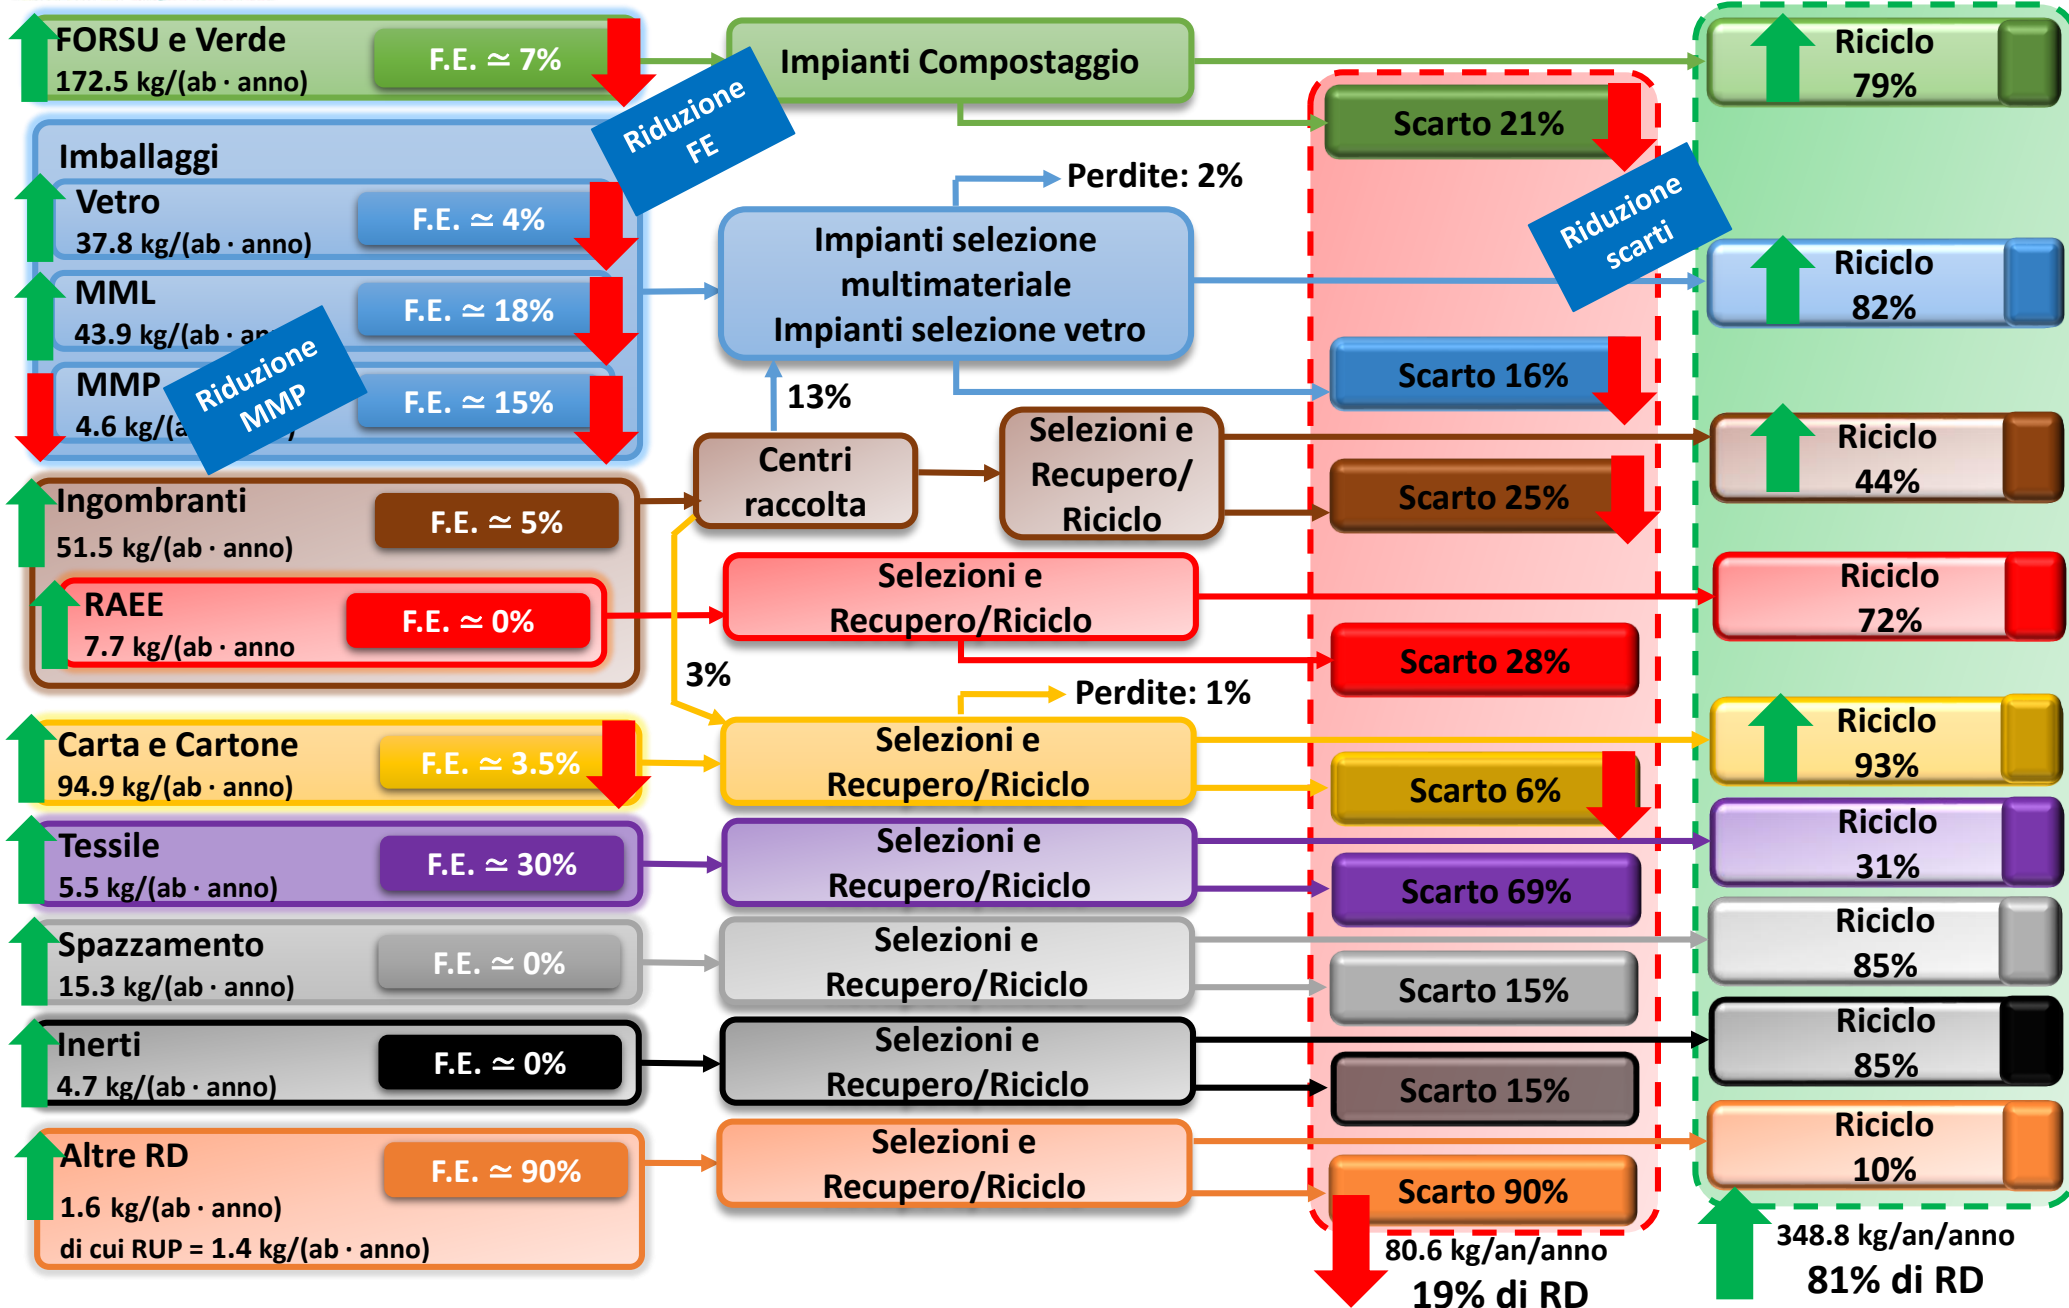 FORSU e Verde
172.5 kg/(ab · anno)
F.E. ≃ 7%
Impianti Compostaggio
Riciclo
79%
Scarto 21%
Riduzione
FE
Imballaggi
Vetro
37.8 kg/(ab · anno)
F.E. ≃ 4%
MML
43.9 kg/(ab ·
F.E. ≃ 18%
MMP
4.6
F.E. ≃ 15%
Riduzione
MMP
Perdite: 2%
Impianti selezione
multimateriale
Impianti selezione vetro
13%
Riduzione
scarti
Riciclo
82%
Scarto 16%
Ingombranti
51.5 kg/(ab · anno)
F.E. ≃ 5%
Centri
raccolta
Selezioni e
Recupero/
Riciclo
Scarto 25%
Riciclo
44%
RAEE
7.7 kg/(ab · anno
F.E. ≃ 0%
Selezioni e
Recupero/Riciclo
Scarto 28%
Riciclo
72%
3%
Perdite: 1%
Carta e Cartone
94.9 kg/(ab · anno)
F.E. ≃ 3.5%
Selezioni e
Recupero/Riciclo
Scarto 6%
Riciclo
93%
Tessile
5.5 kg/(ab · anno)
F.E. ≃ 30%
Selezioni e
Recupero/Riciclo
Scarto 69%
Riciclo
31%
Spazzamento
15.3 kg/(ab · anno)
F.E. ≃ 0%
Selezioni e
Recupero/Riciclo
Scarto 15%
Riciclo
85%
Inerti
4.7 kg/(ab · anno)
F.E. ≃ 0%
Selezioni e
Recupero/Riciclo
Scarto 15%
Riciclo
85%
Altre RD
1.6 kg/(ab · anno)
di cui RUP = 1.4 kg/(ab · anno)
F.E. ≃ 90%
Selezioni e
Recupero/Riciclo
Scarto 90%
Riciclo
10%
80.6 kg/an/anno
19% di RD
348.8 kg/an/anno
81% di RD